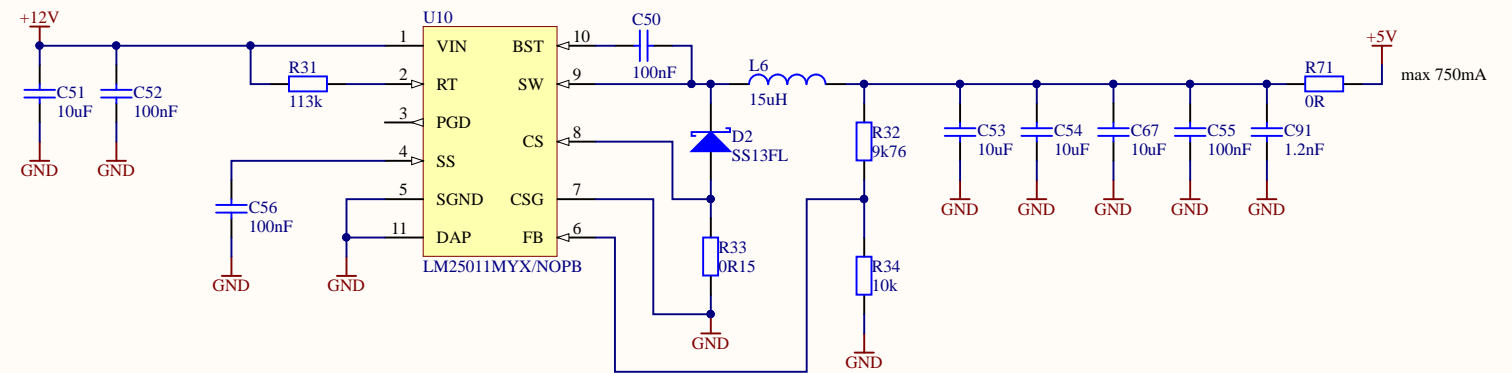 +12V
C51
10uF
GND
C52
100nF
GND
R31
113k
C56
100nF
GND
GND
U10
1 VIN
2 RT
3 PGD
4 SS
5 SGND
11 DAP
BST 10
SW 9
CS 8
CSG 7
FB 6
LM25011MYX/NOPB
C50
100nF
L6
15uH
D2
SS13FL
R33
0R15
GND
R32
9k76
R34
10k
GND
C53
10uF
GND
C54
10uF
GND
C67
10uF
GND
C55
100nF
GND
C91
1.2nF
GND
R71
0R
+5V
max 750mA